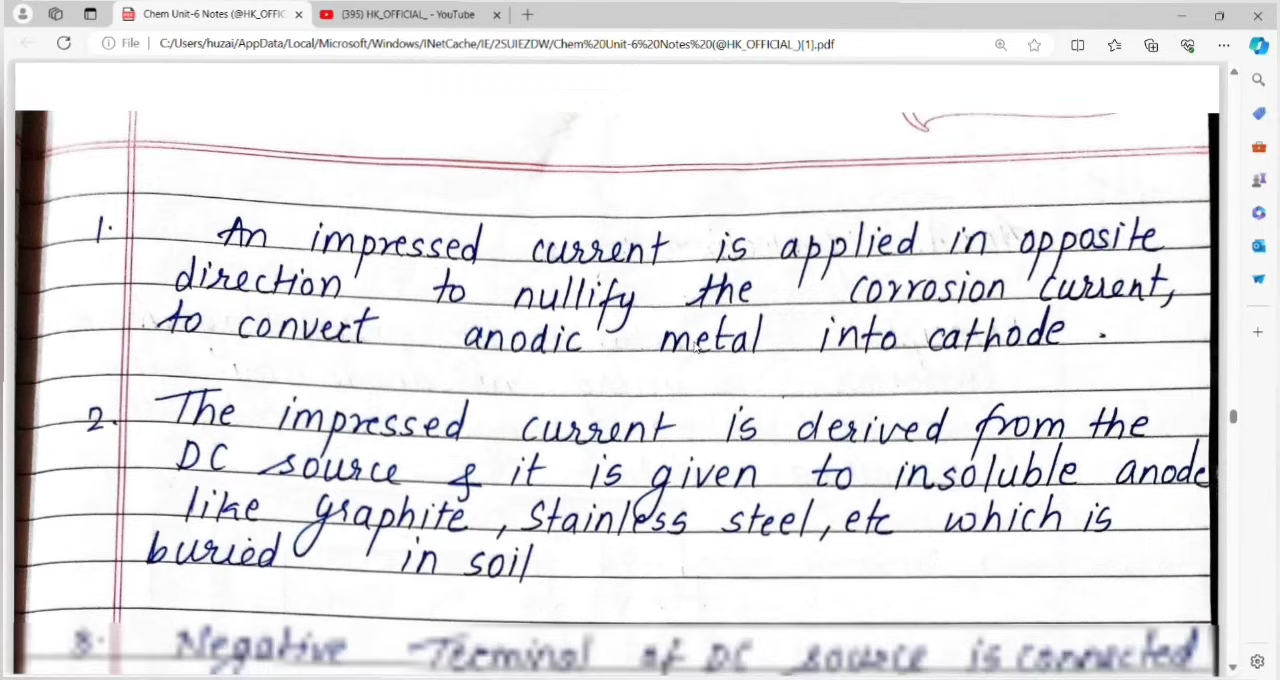 Chem Unit-6 Notes (@HK_OFFIC
(395) HK_OFFICIAL_ - YouTube
File | C:/Users/huzai/AppData/Local/Microsoft/Windows/INetCache/IE/2SUIEZDW/Chem%20Unit-6%20Notes%20(@HK_OFFICIAL_)[1].pdf
1. An impressed current is applied in opposite
direction to nullify the corrosion current,
to convert anodic metal into cathode.
2. The impressed current is derived from the
DC source & it is given to insoluble anode
like graphite, stainless steel, etc which is
buried in soil
3. Negative Terminal of DC source is connected